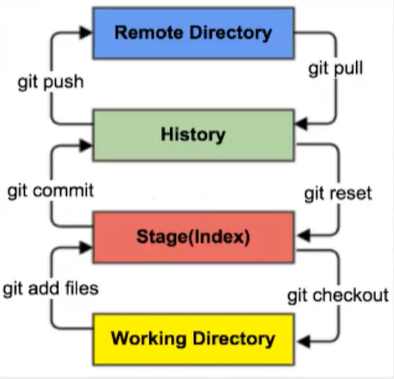 Remote Directory
git push
git pull
History
git commit
git reset
Stage(Index)
git add files
git checkout
Working Directory